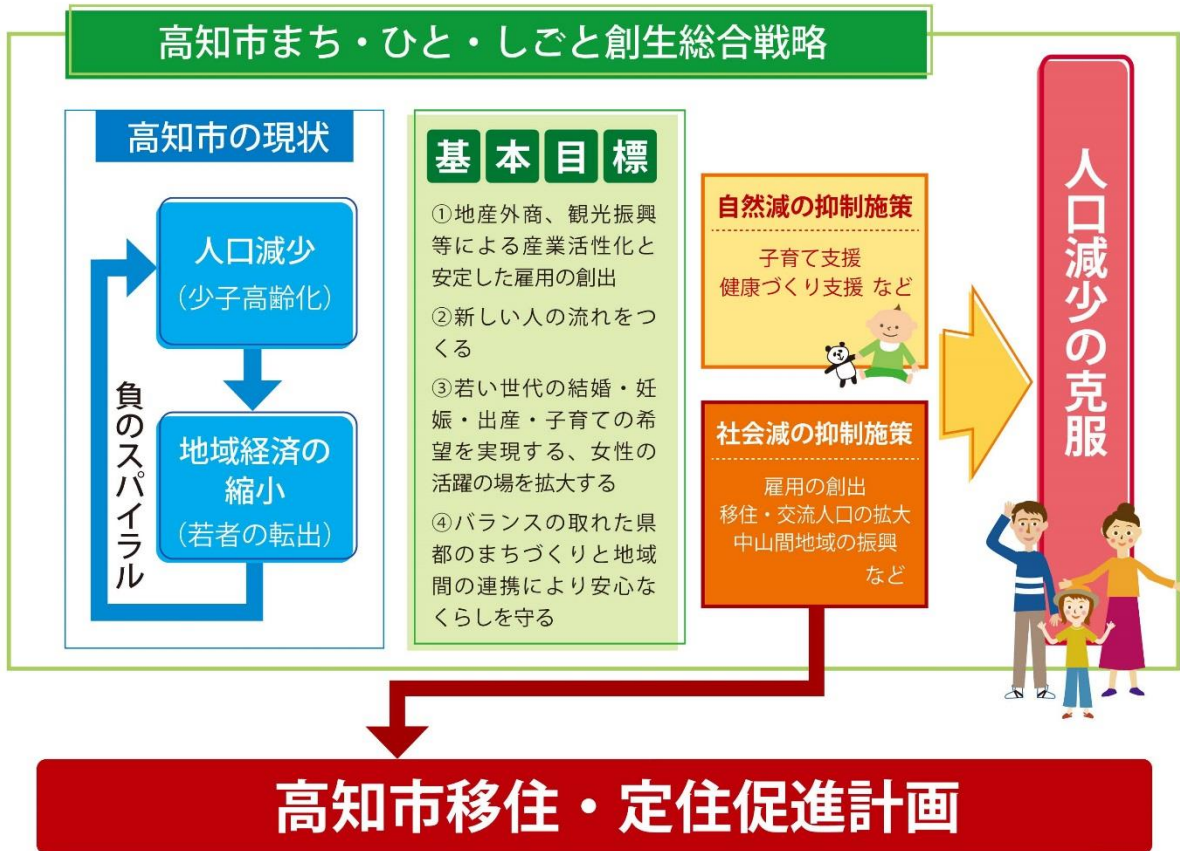 高知市まち・ひと・しごと創生総合戦略
高知市の現状
人口減少
(少子高齢化)
地域経済の
縮小
(若者の転出)
負のスパイラル
基本目標
①地産外商、観光振興
等による産業活性化と
安定した雇用の創出
②新しい人の流れをつ
くる
③若い世代の結婚・妊
娠・出産・子育ての希
望を実現する、女性の
活躍の場を拡大する
④バランスの取れた県
都のまちづくりと地域
間の連携により安心な
くらしを守る
自然減の抑制施策
子育て支援
健康づくり支援 など
社会減の抑制施策
雇用の創出
移住・交流人口の拡大
中山間地域の振興
など
人口減少の克服
高知市移住・定住促進計画